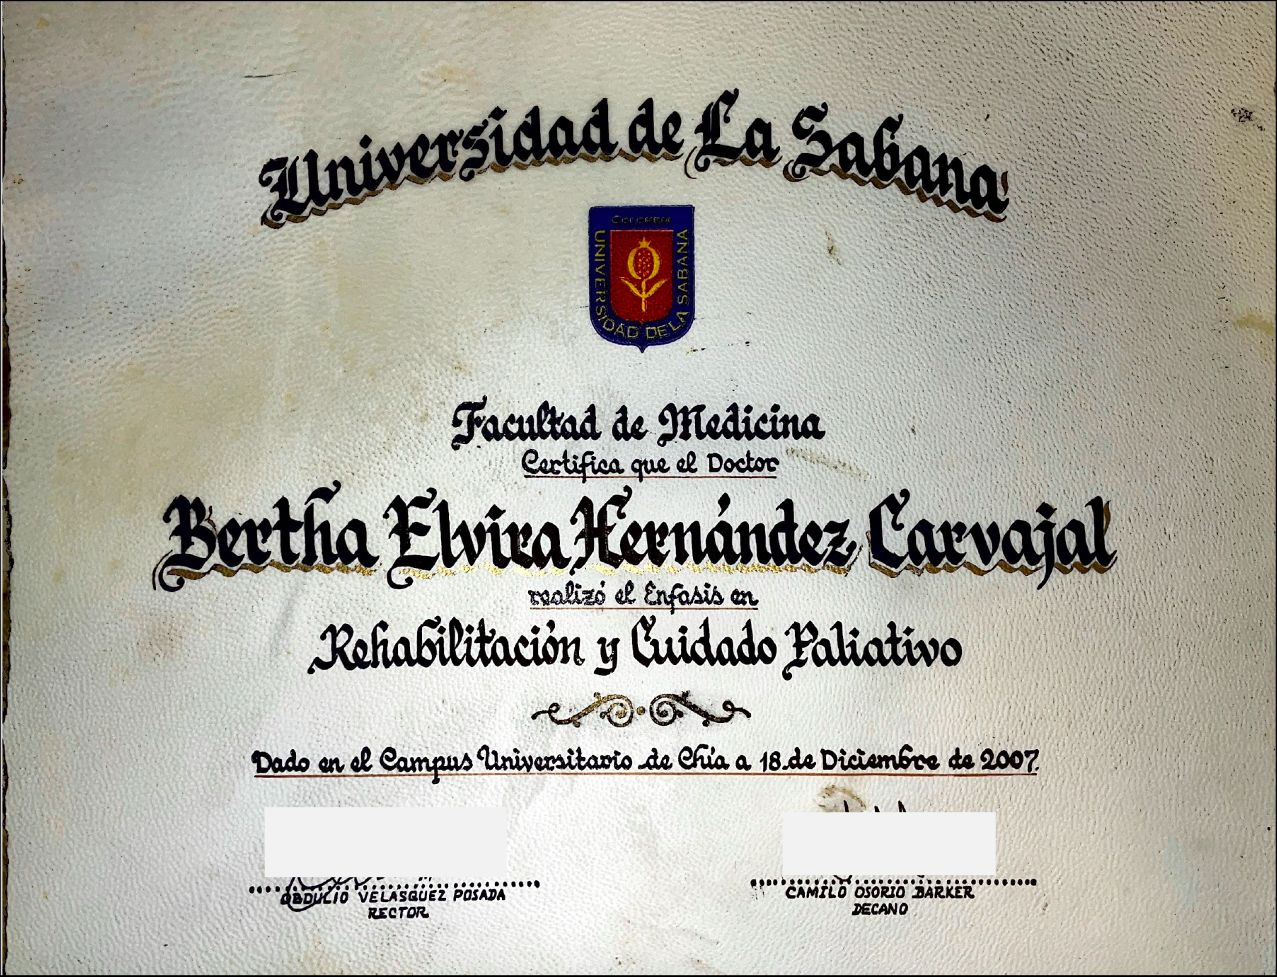 Universidad de La Sabana
COLOMBIA
UNIVERSIDAD DE LA SABANA
Facultad de Medicina
Certifica que el Doctor
Bertha Elvira Hernández Carvajal
realizó el Énfasis en
Rehabilitación y Cuidado Paliativo
Dado en el Campus Universitario de Chía a 18 de Diciembre de 2007
OBDULIO VELASQUEZ POSADA
RECTOR
CAMILO OSORIO BARKER
DECANO